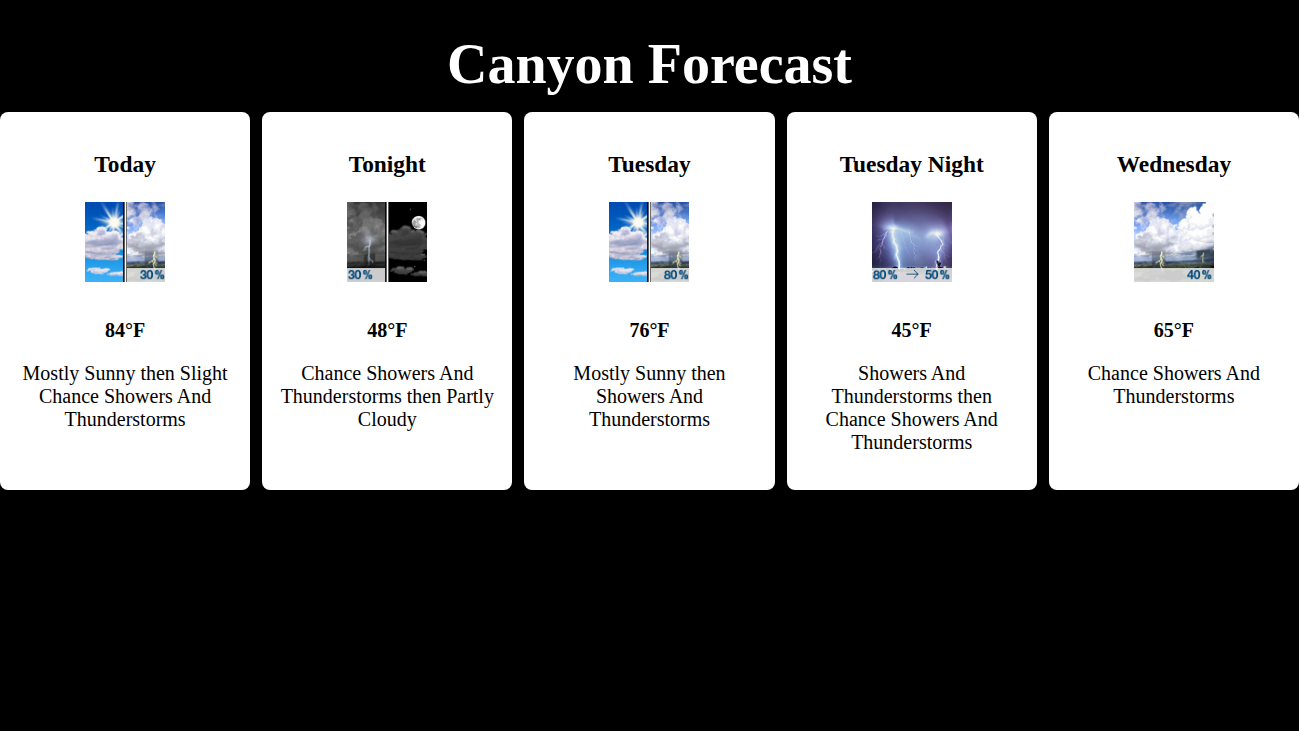 Canyon Forecast
Today
30%
84°F
Mostly Sunny then Slight
Chance Showers And
Thunderstorms
Tonight
30%
48°F
Chance Showers And
Thunderstorms then Partly
Cloudy
Tuesday
80%
76°F
Mostly Sunny then
Showers And
Thunderstorms
Tuesday Night
80% → 50%
45°F
Showers And
Thunderstorms then
Chance Showers And
Thunderstorms
Wednesday
40%
65°F
Chance Showers And
Thunderstorms